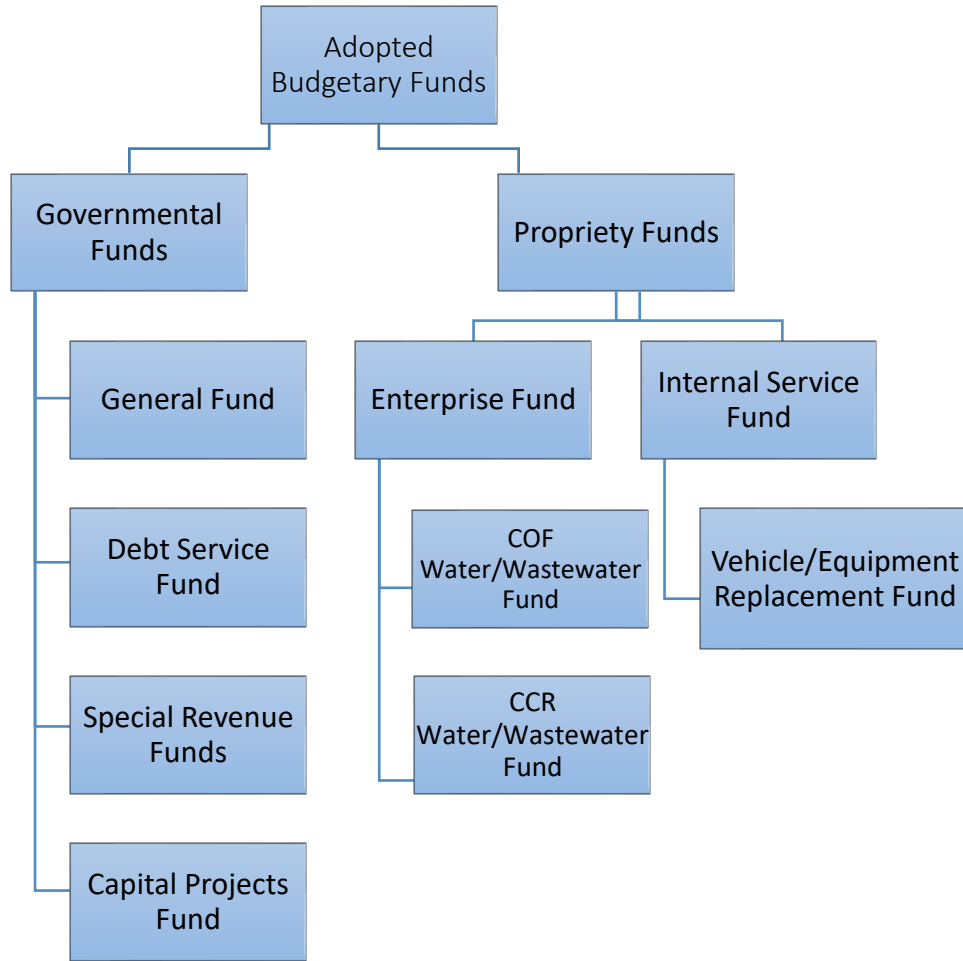 Adopted
Budgetary Funds
Governmental
Funds
Propriety Funds
General Fund
Enterprise Fund
Internal Service
Fund
Debt Service
Fund
COF
Water/Wastewater
Fund
Vehicle/Equipment
Replacement Fund
Special Revenue
Funds
CCR
Water/Wastewater
Fund
Capital Projects
Fund